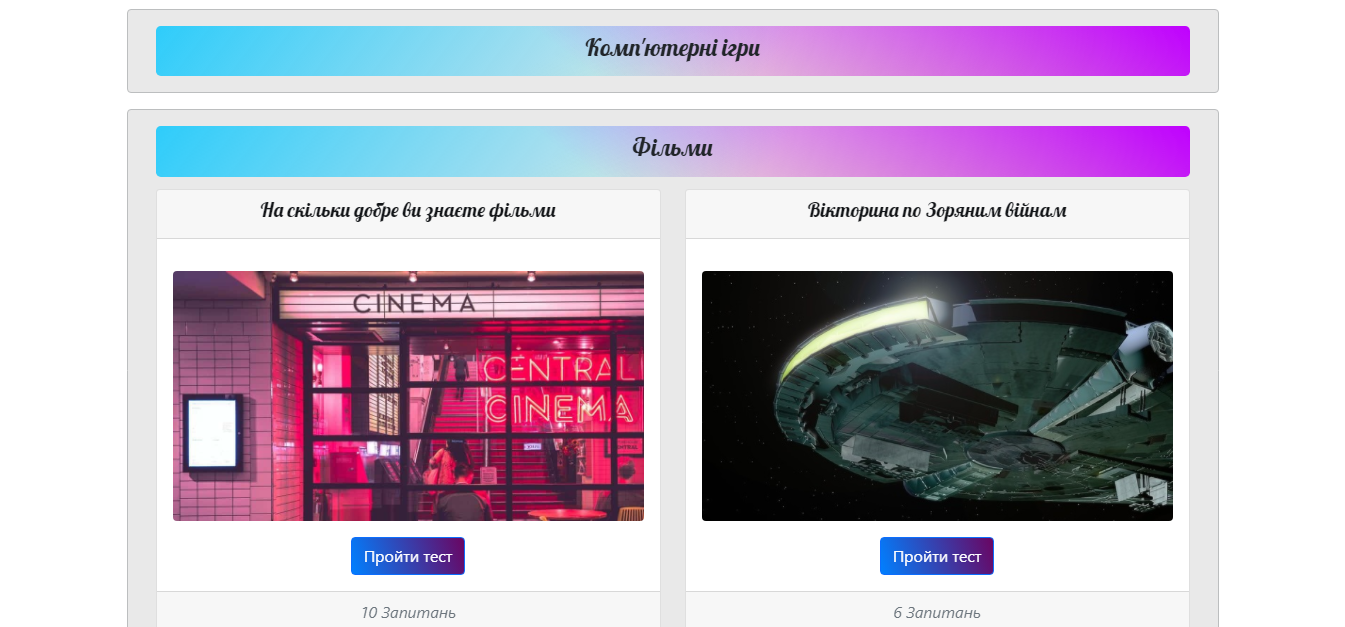 Комп'ютерні ігри
Фільми
На скільки добре ви знаєте фільми
Вікторина по Зоряним війнам
CINEMA
CENTRAL
CINEMA
Пройти тест
Пройти тест
10 Запитань
6 Запитань